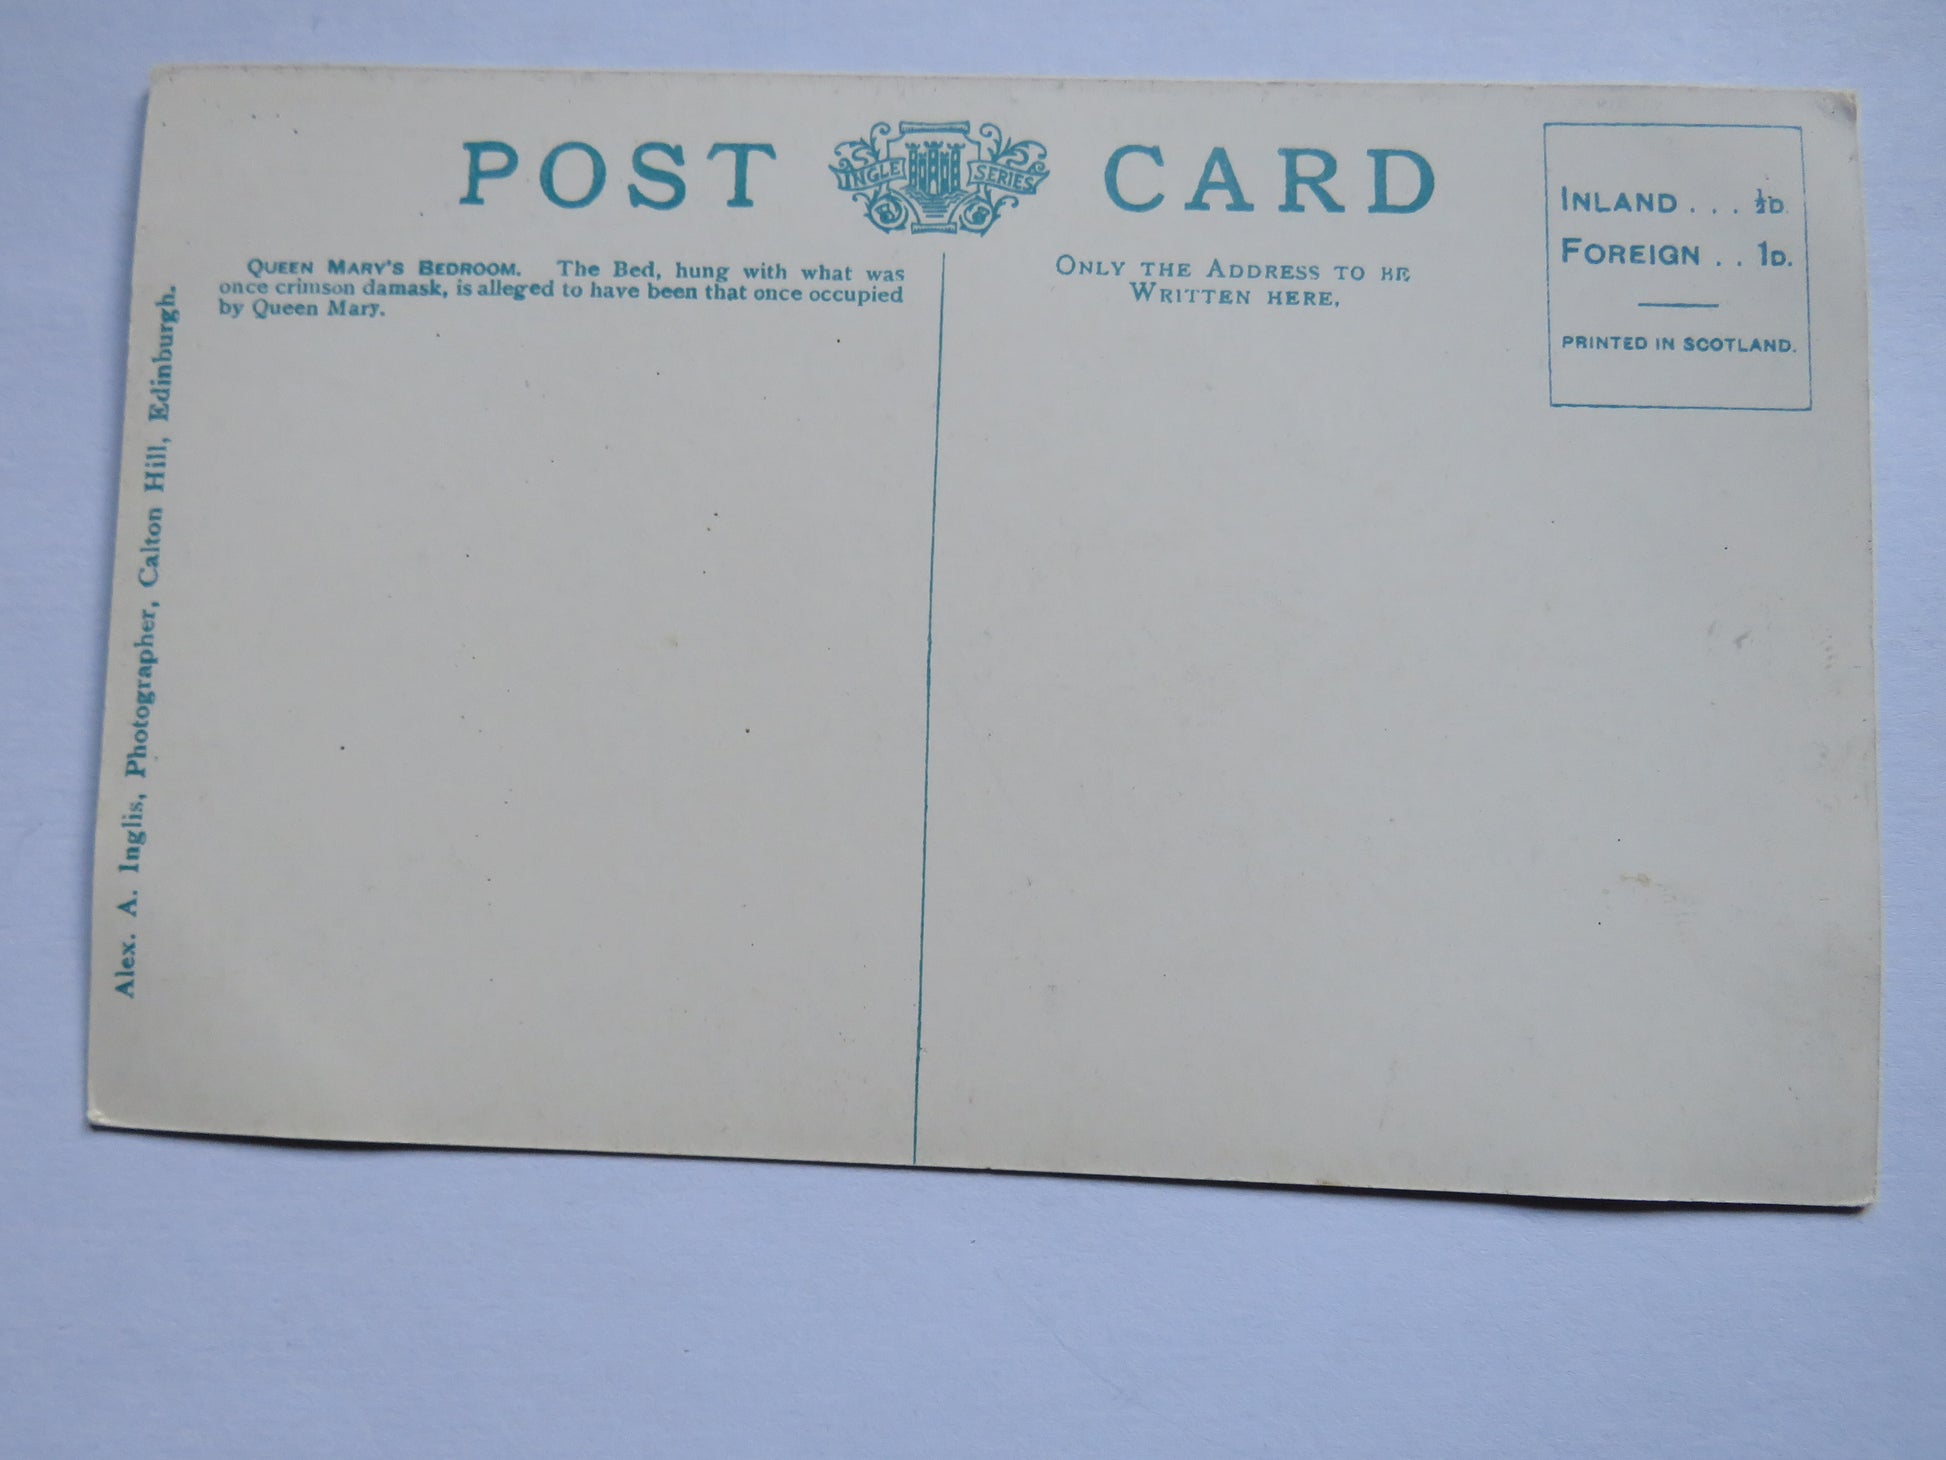 POST CARD
INGLE SERIES
INLAND . . . ½D.
FOREIGN . . 1D.
PRINTED IN SCOTLAND.
QUEEN MARY'S BEDROOM. The Bed, hung with what was
once crimson damask, is alleged to have been that once occupied
by Queen Mary.
ONLY THE ADDRESS TO BE
WRITTEN HERE.
Alex. A. Inglis, Photographer, Calton Hill, Edinburgh.